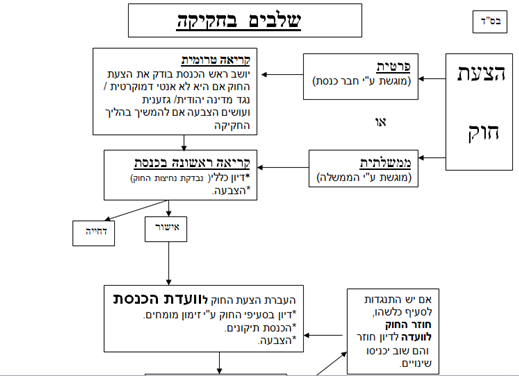 בס"ד
שלבים בחקיקה
הצעת
חוק
פרטית
(מוגשת ע"י חבר כנסת)
או
ממשלתית
(מוגשת ע"י הממשלה)
קריאה טרומית
יושב ראש הכנסת בודק את הצעת
החוק אם היא לא אנטי דמוקרטית /
נגד מדינה יהודית/ גזענית
ועושים הצבעה אם להמשיך בהליך
החקיקה
קריאה ראשונה בכנסת
*דיון כללי( נבדקת נחיצות החוק)
*הצבעה.
אישור
דחייה
העברת הצעת החוק לוועדת הכנסת
*דיון בסעיפי החוק ע"י זימון מומחים.
*הכנסת תיקונים.
*הצבעה.
אם יש התנגדות
לסעיף כלשהו,
חוזר החוק
לוועדה לדיון חוזר
והם שוב יכניסו
שינויים.